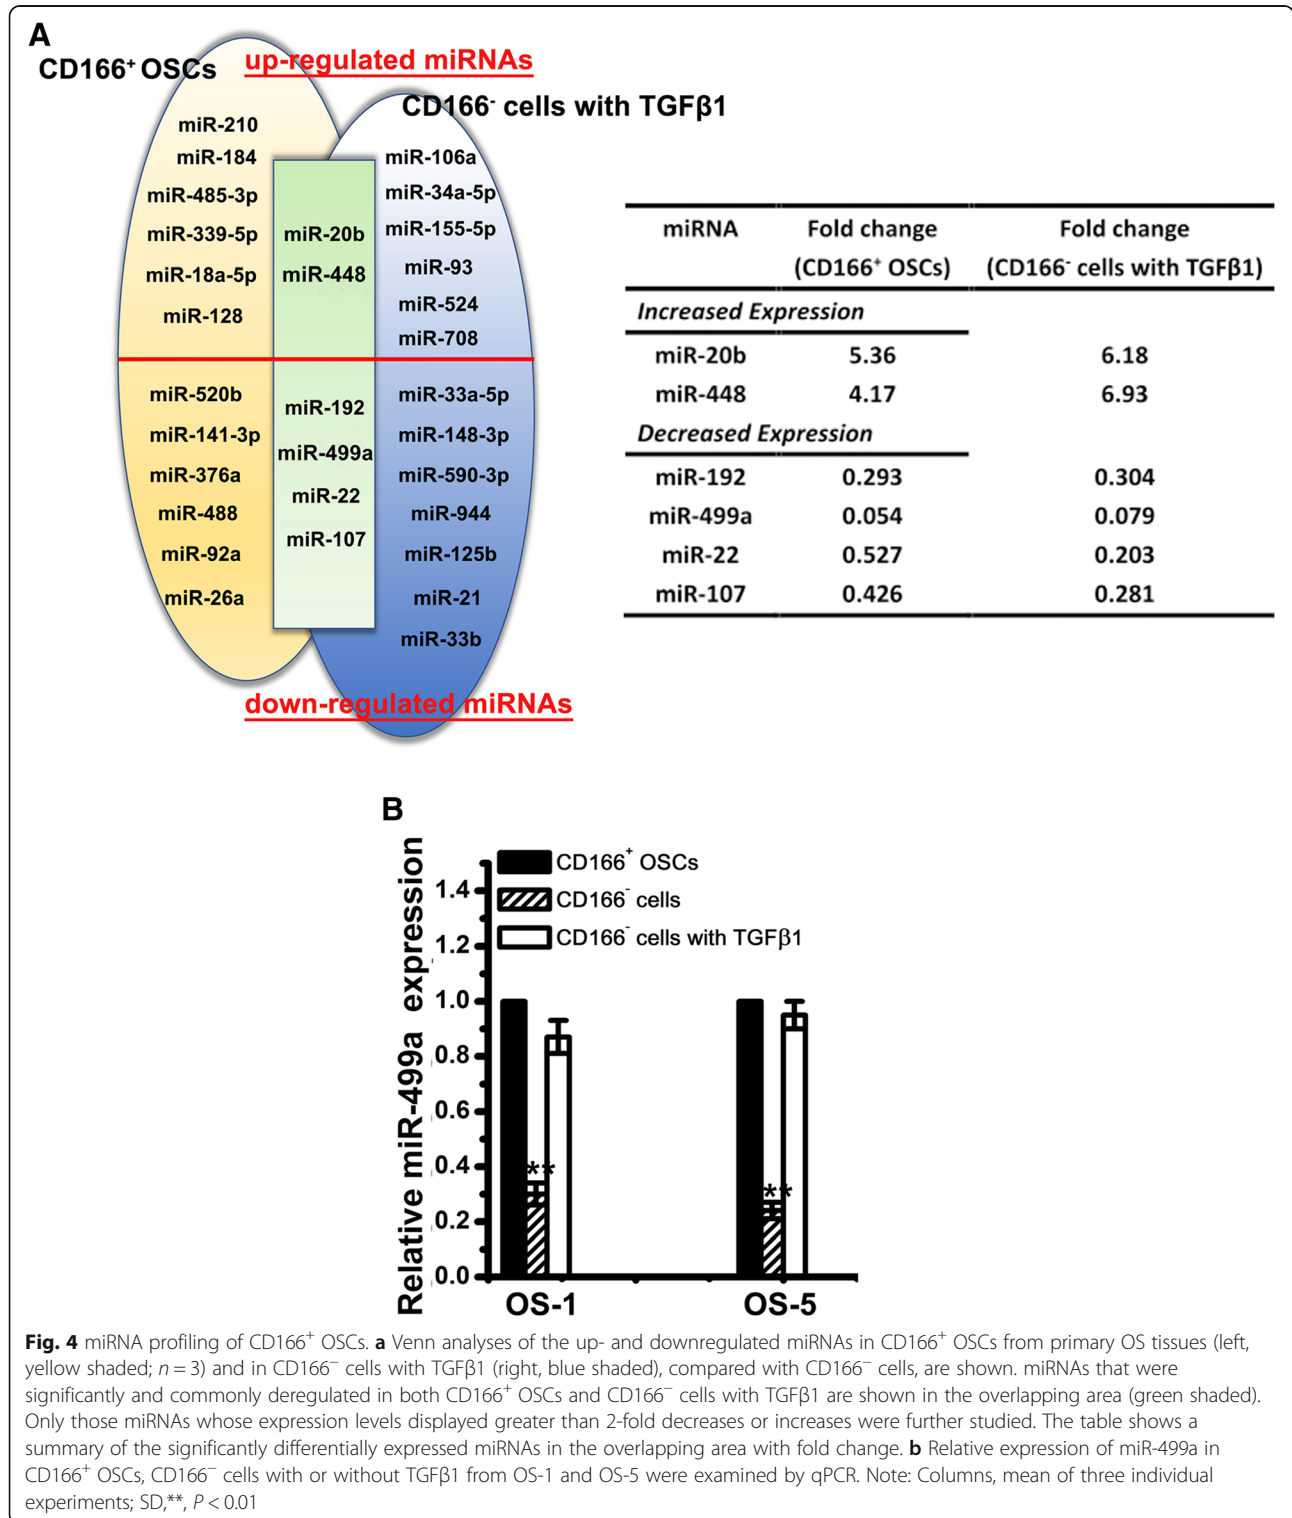 A
CD166⁺ OSCs
up-regulated miRNAs
CD166⁻ cells with TGFβ1
miR-210
miR-184
miR-485-3p
miR-339-5p
miR-18a-5p
miR-128
miR-20b
miR-448
miR-106a
miR-34a-5p
miR-155-5p
miR-93
miR-524
miR-708
miR-520b
miR-141-3p
miR-376a
miR-488
miR-92a
miR-26a
miR-192
miR-499a
miR-22
miR-107
miR-33a-5p
miR-148-3p
miR-590-3p
miR-944
miR-125b
miR-21
miR-33b
down-regulated miRNAs
miRNA Fold change Fold change
(CD166⁺ OSCs) (CD166⁻ cells with TGFβ1)
Increased Expression
miR-20b 5.36 6.18
miR-448 4.17 6.93
Decreased Expression
miR-192 0.293 0.304
miR-499a 0.054 0.079
miR-22 0.527 0.203
miR-107 0.426 0.281
B
Relative miR-499a expression
1.4
1.2
1.0
0.8
0.6
0.4
0.2
0.0
CD166⁺ OSCs
CD166⁻ cells
CD166⁻ cells with TGFβ1
**
**
OS-1
OS-5
Fig. 4 miRNA profiling of CD166⁺ OSCs. a Venn analyses of the up- and downregulated miRNAs in CD166⁺ OSCs from primary OS tissues (left,
yellow shaded; n = 3) and in CD166⁻ cells with TGFβ1 (right, blue shaded), compared with CD166⁻ cells, are shown. miRNAs that were
significantly and commonly deregulated in both CD166⁺ OSCs and CD166⁻ cells with TGFβ1 are shown in the overlapping area (green shaded).
Only those miRNAs whose expression levels displayed greater than 2-fold decreases or increases were further studied. The table shows a
summary of the significantly differentially expressed miRNAs in the overlapping area with fold change. b Relative expression of miR-499a in
CD166⁺ OSCs, CD166⁻ cells with or without TGFβ1 from OS-1 and OS-5 were examined by qPCR. Note: Columns, mean of three individual
experiments; SD,**, P < 0.01